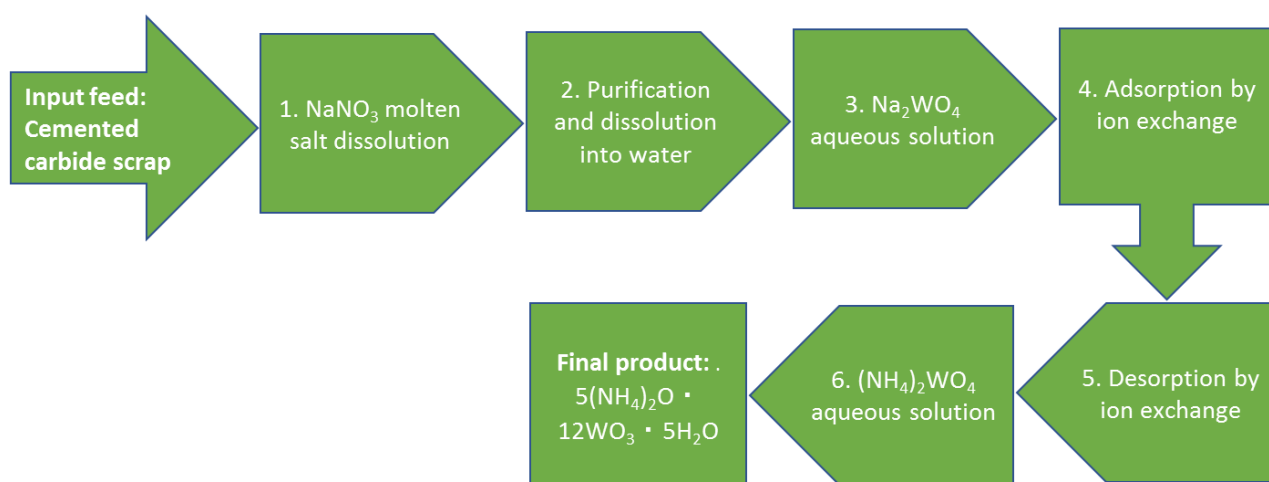 Input feed:
Cemented
carbide scrap
1. NaNO₃ molten
salt dissolution
2. Purification
and dissolution
into water
3. Na₂WO₄
aqueous solution
4. Adsorption by
ion exchange
5. Desorption by
ion exchange
6. (NH₄)₂WO₄
aqueous solution
Final product: .
5(NH₄)₂O ·
12WO₃ · 5H₂O